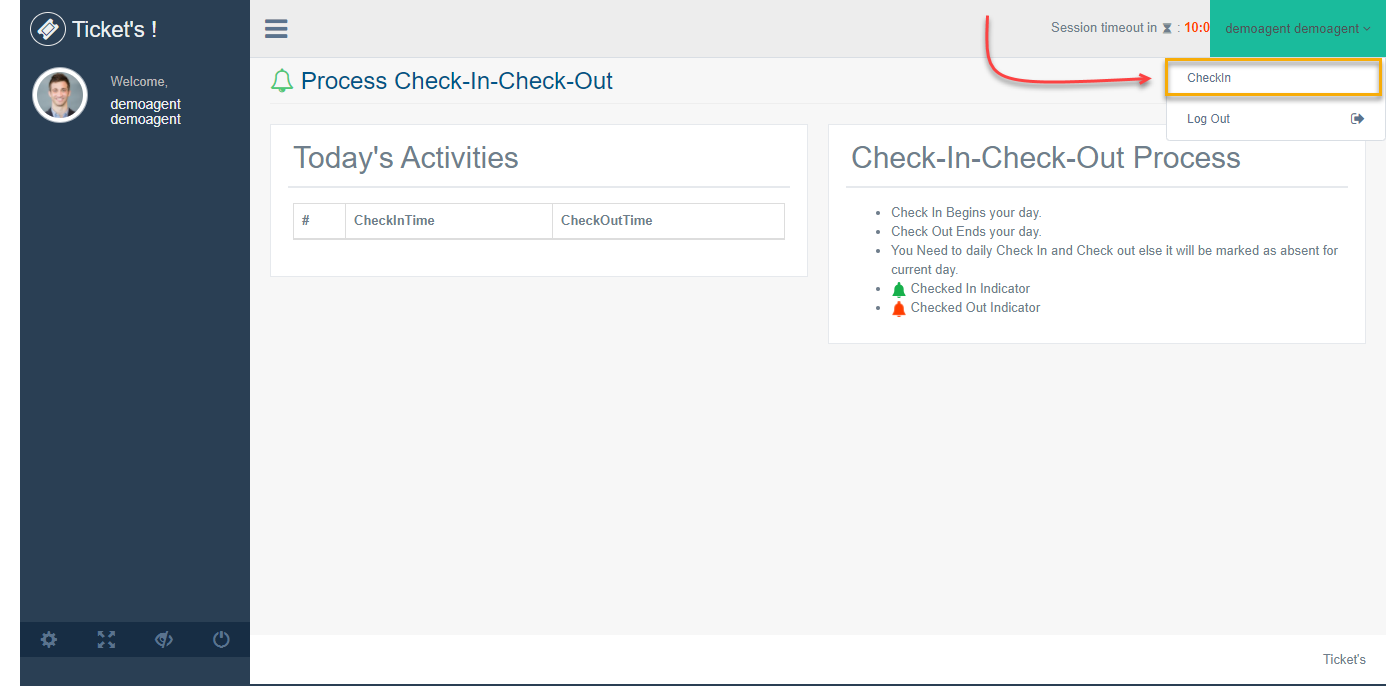 Ticket's !
Session timeout in : 10:0
demoagent demoagent
Welcome,
demoagent
demoagent
Process Check-In-Check-Out
CheckIn
Log Out
Today's Activities
# CheckInTime CheckOutTime
Check-In-Check-Out Process
Check In Begins your day.
Check Out Ends your day.
You Need to daily Check In and Check out else it will be marked as absent for
current day.
Checked In Indicator
Checked Out Indicator
Ticket's